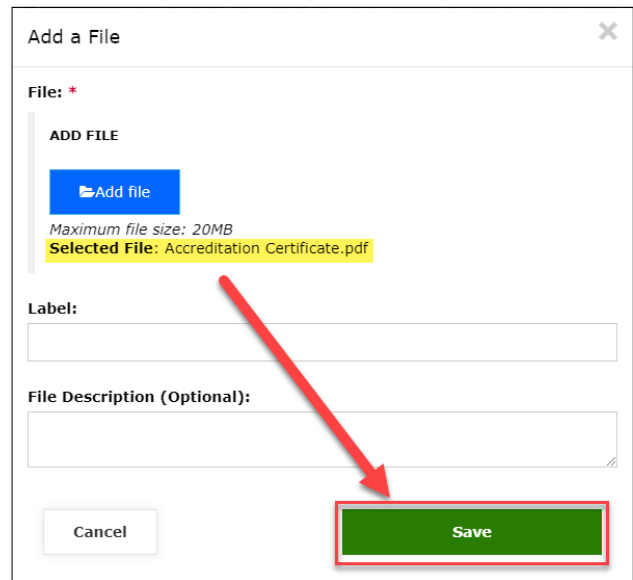 Add a File
File: *
ADD FILE
Add file
Maximum file size: 20MB
Selected File: Accreditation Certificate.pdf
Label:
File Description (Optional):
Cancel
Save